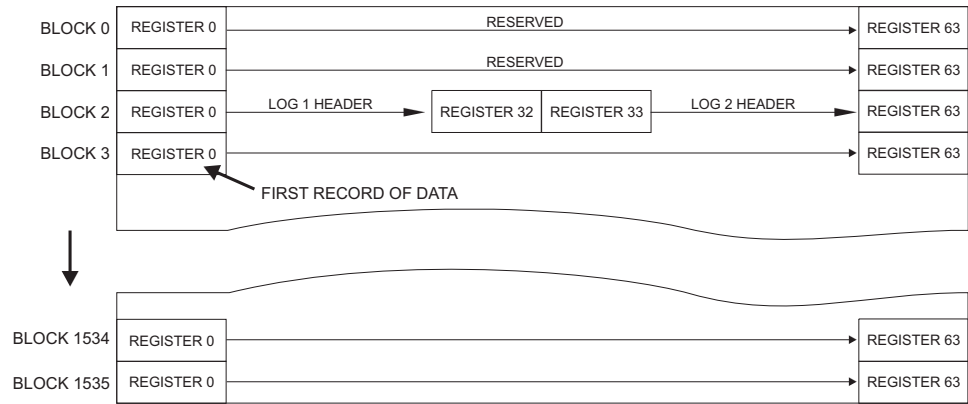 BLOCK 0 REGISTER 0 RESERVED REGISTER 63
BLOCK 1 REGISTER 0 RESERVED REGISTER 63
BLOCK 2 REGISTER 0 LOG 1 HEADER REGISTER 32 REGISTER 33 LOG 2 HEADER REGISTER 63
BLOCK 3 REGISTER 0 REGISTER 63
FIRST RECORD OF DATA
BLOCK 1534 REGISTER 0 REGISTER 63
BLOCK 1535 REGISTER 0 REGISTER 63